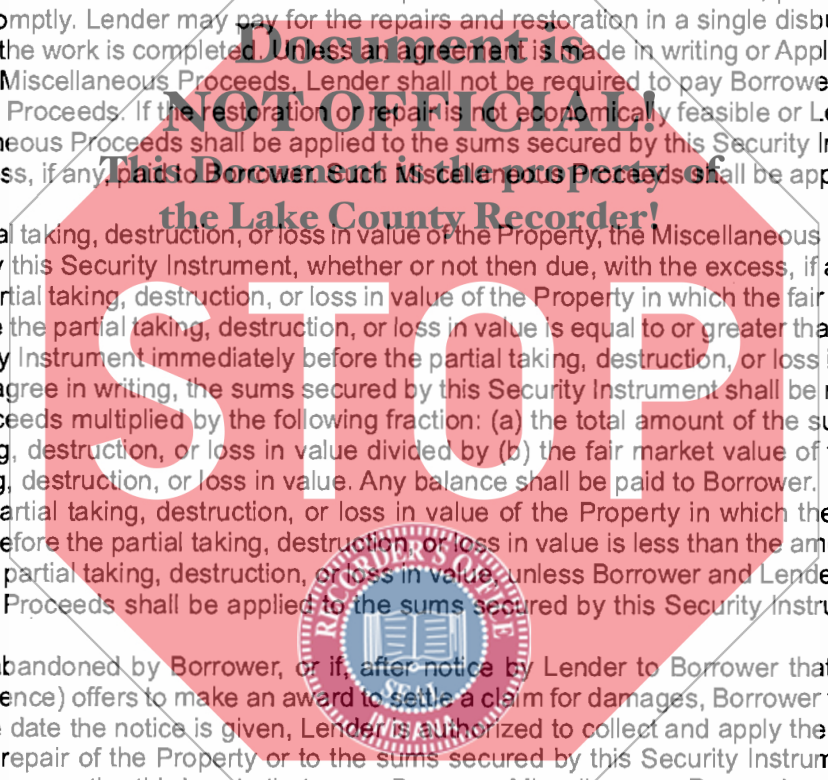 omptly. Lender may pay for the repairs and restoration in a single disbu
Document is
the work is completed. Unless an agreement is made in writing or Appl
Miscellaneous Proceeds, Lender shall not be required to pay Borrowe
NOT OFFICIAL!
Proceeds. If the restoration or repair is not economically feasible or L
eous Proceeds shall be applied to the sums secured by this Security I
This Document is the property of
ss, if any, paid to Borrower. Such Miscellaneous Proceeds shall be app
the Lake County Recorder!
al taking, destruction, or loss in value of the Property, the Miscellaneous
y this Security Instrument, whether or not then due, with the excess, if a
rtial taking, destruction, or loss in value of the Property in which the fair
e the partial taking, destruction, or loss in value is equal to or greater tha
y Instrument immediately before the partial taking, destruction, or loss
agree in writing, the sums secured by this Security Instrument shall be
ceeds multiplied by the following fraction: (a) the total amount of the su
STOP
g, destruction, or loss in value divided by (b) the fair market value of
g, destruction, or loss in value. Any balance shall be paid to Borrower.
artial taking, destruction, or loss in value of the Property in which the
efore the partial taking, destruction, or loss in value is less than the am
partial taking, destruction, or loss in value, unless Borrower and Lende
Proceeds shall be applied to the sums secured by this Security Instru
RECORDER'S OFFICE
SEAL
bandoned by Borrower, or if, after notice by Lender to Borrower that
ence) offers to make an award to settle a claim for damages, Borrower
date the notice is given, Lender is authorized to collect and apply the
repair of the Property or to the sums secured by this Security Instrum